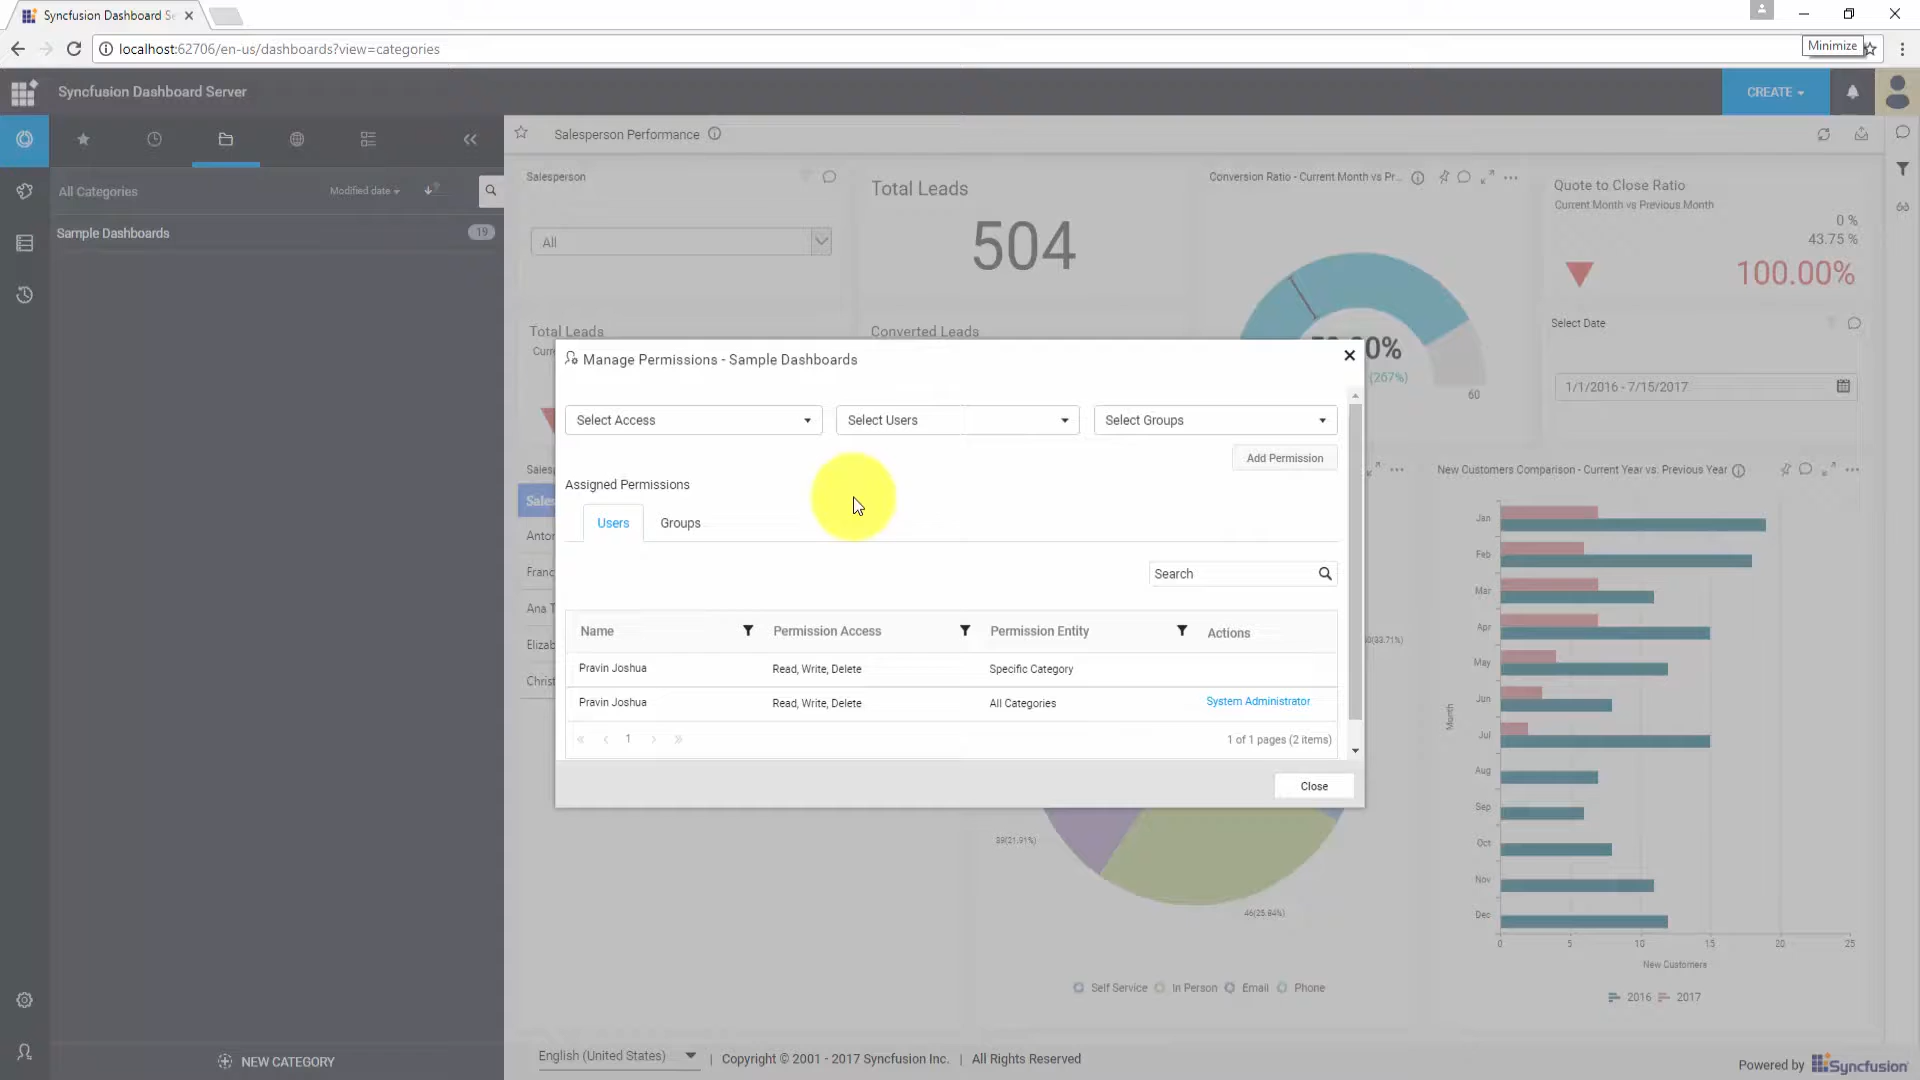 Syncfusion Dashboard Se
localhost:62706/en-us/dashboards?view=categories
Minimize
Syncfusion Dashboard Server
CREATE
Salesperson Performance
All Categories
Modified date
Sample Dashboards
19
Salesperson
All
Total Leads
504
Conversion Ratio - Current Month vs Pr...
(267%)
60
Quote to Close Ratio
Current Month vs Previous Month
0 %
43.75 %
100.00%
Select Date
1/1/2016 - 7/15/2017
Total Leads
Converted Leads
Manage Permissions - Sample Dashboards
Select Access
Select Users
Select Groups
Add Permission
Assigned Permissions
Users
Groups
Search
Name
Permission Access
Permission Entity
Actions
Pravin Joshua
Read, Write, Delete
Specific Category
Pravin Joshua
Read, Write, Delete
All Categories
System Administrator
1
1 of 1 pages (2 items)
Close
39(21.91%)
46(25.84%)
Self Service
In Person
Email
Phone
New Customers Comparison - Current Year vs. Previous Year
Jan
Feb
Mar
Apr
May
Jun
Jul
Aug
Sep
Oct
Nov
Dec
Month
0 5 10 15 20 25
New Customers
2016 2017
NEW CATEGORY
English (United States)
| Copyright © 2001 - 2017 Syncfusion Inc. | All Rights Reserved
Powered by Syncfusion